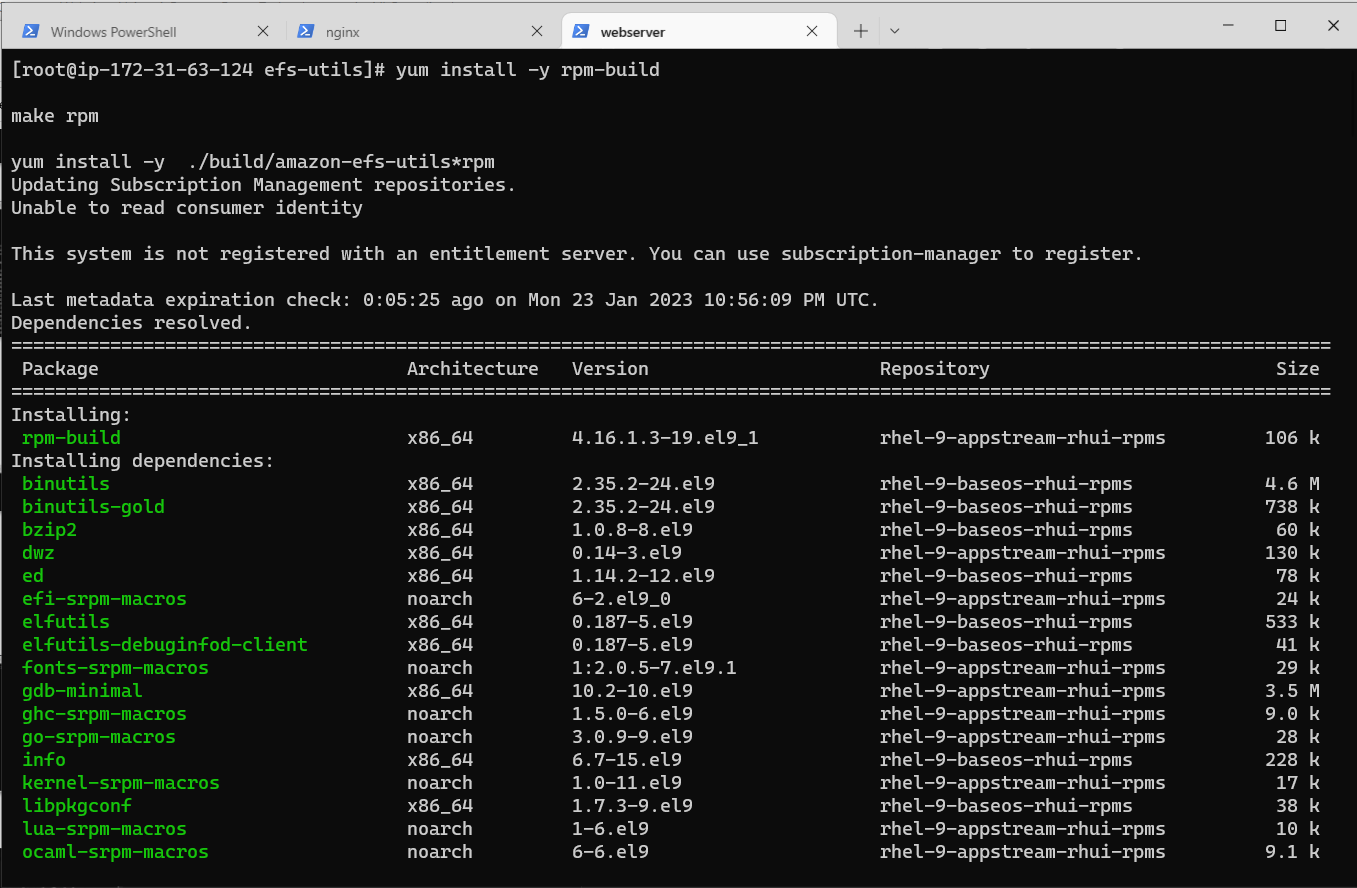 Windows PowerShell nginx webserver
[root@ip-172-31-63-124 efs-utils]# yum install -y rpm-build
make rpm
yum install -y  ./build/amazon-efs-utils*rpm
Updating Subscription Management repositories.
Unable to read consumer identity
This system is not registered with an entitlement server. You can use subscription-manager to register.
Last metadata expiration check: 0:05:25 ago on Mon 23 Jan 2023 10:56:09 PM UTC.
Dependencies resolved.
========================================================================================================================
Package Architecture Version Repository Size
========================================================================================================================
Installing:
rpm-build x86_64 4.16.1.3-19.el9_1 rhel-9-appstream-rhui-rpms 106 k
Installing dependencies:
binutils x86_64 2.35.2-24.el9 rhel-9-baseos-rhui-rpms 4.6 M
binutils-gold x86_64 2.35.2-24.el9 rhel-9-baseos-rhui-rpms 738 k
bzip2 x86_64 1.0.8-8.el9 rhel-9-baseos-rhui-rpms 60 k
dwz x86_64 0.14-3.el9 rhel-9-appstream-rhui-rpms 130 k
ed x86_64 1.14.2-12.el9 rhel-9-baseos-rhui-rpms 78 k
efi-srpm-macros noarch 6-2.el9_0 rhel-9-appstream-rhui-rpms 24 k
elfutils x86_64 0.187-5.el9 rhel-9-baseos-rhui-rpms 533 k
elfutils-debuginfod-client x86_64 0.187-5.el9 rhel-9-baseos-rhui-rpms 41 k
fonts-srpm-macros noarch 1:2.0.5-7.el9.1 rhel-9-appstream-rhui-rpms 29 k
gdb-minimal x86_64 10.2-10.el9 rhel-9-appstream-rhui-rpms 3.5 M
ghc-srpm-macros noarch 1.5.0-6.el9 rhel-9-appstream-rhui-rpms 9.0 k
go-srpm-macros noarch 3.0.9-9.el9 rhel-9-appstream-rhui-rpms 28 k
info x86_64 6.7-15.el9 rhel-9-baseos-rhui-rpms 228 k
kernel-srpm-macros noarch 1.0-11.el9 rhel-9-appstream-rhui-rpms 17 k
libpkgconf x86_64 1.7.3-9.el9 rhel-9-baseos-rhui-rpms 38 k
lua-srpm-macros noarch 1-6.el9 rhel-9-appstream-rhui-rpms 10 k
ocaml-srpm-macros noarch 6-6.el9 rhel-9-appstream-rhui-rpms 9.1 k